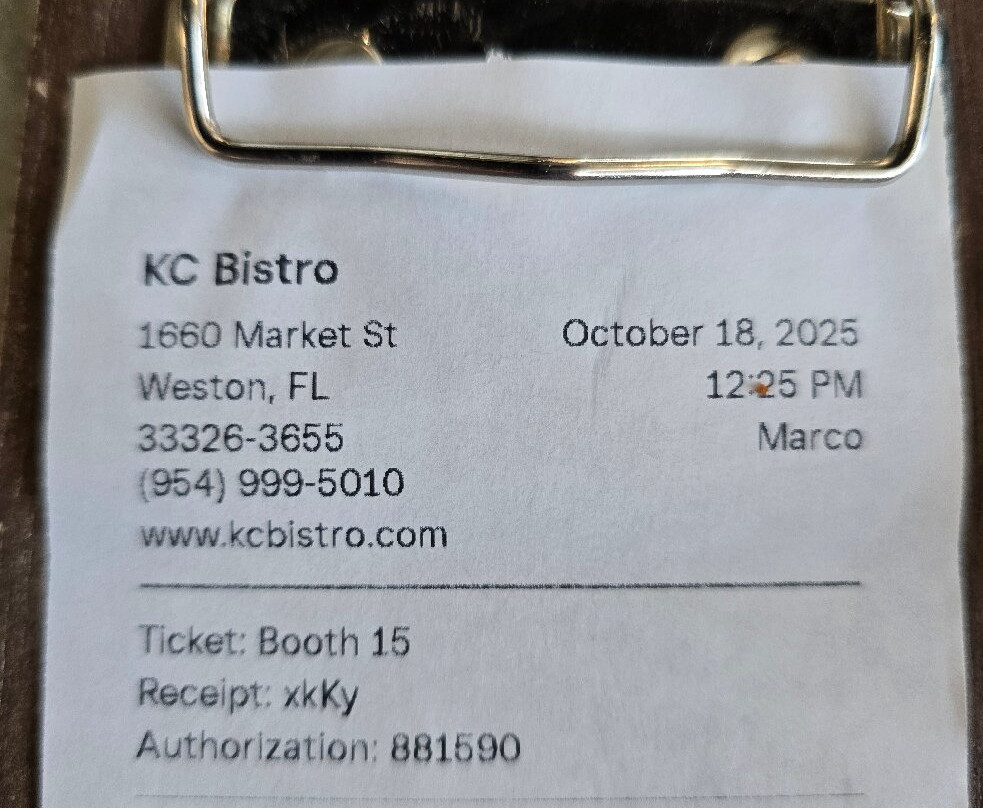 KC Bistro
1660 Market St
October 18, 2025
Weston, FL
12:25 PM
33326-3655
Marco
(954) 999-5010
www.kcbistro.com
Ticket: Booth 15
Receipt: xkKy
Authorization: 881590